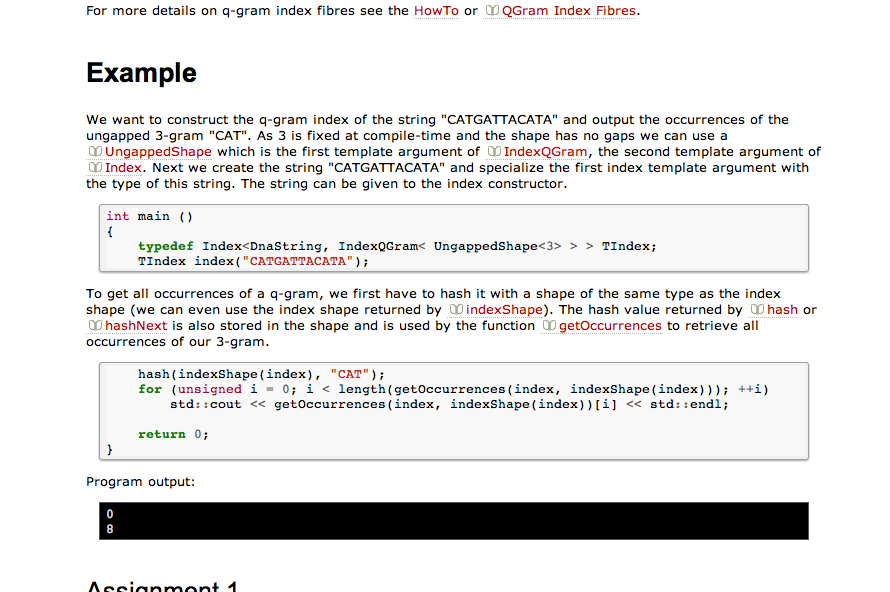 For more details on q-gram index fibres see the HowTo or QGram Index Fibres.
Example
We want to construct the q-gram index of the string "CATGATTACATA" and output the occurrences of the
ungapped 3-gram "CAT". As 3 is fixed at compile-time and the shape has no gaps we can use a
UngappedShape which is the first template argument of IndexQGram, the second template argument of
Index. Next we create the string "CATGATTACATA" and specialize the first index template argument with
the type of this string. The string can be given to the index constructor.
int main ()
{
    typedef Index<DnaString, IndexQGram< UngappedShape<3> > > TIndex;
    TIndex index("CATGATTACATA");
To get all occurrences of a q-gram, we first have to hash it with a shape of the same type as the index
shape (we can even use the index shape returned by indexShape). The hash value returned by hash or
hashNext is also stored in the shape and is used by the function getOccurrences to retrieve all
occurrences of our 3-gram.
    hash(indexShape(index), "CAT");
    for (unsigned i = 0; i < length(getOccurrences(index, indexShape(index))); ++i)
        std::cout << getOccurrences(index, indexShape(index))[i] << std::endl;
    return 0;
}
Program output:
0
8
Assignment 1